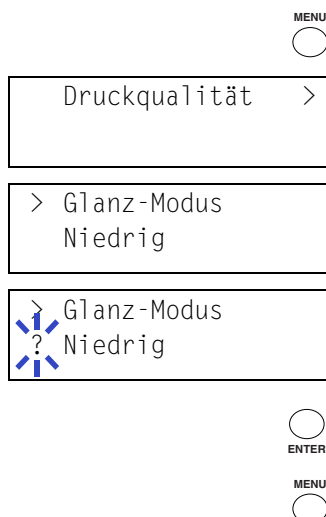 MENU
Druckqualität >
> Glanz-Modus
Niedrig
> Glanz-Modus
? Niedrig
ENTER
MENU